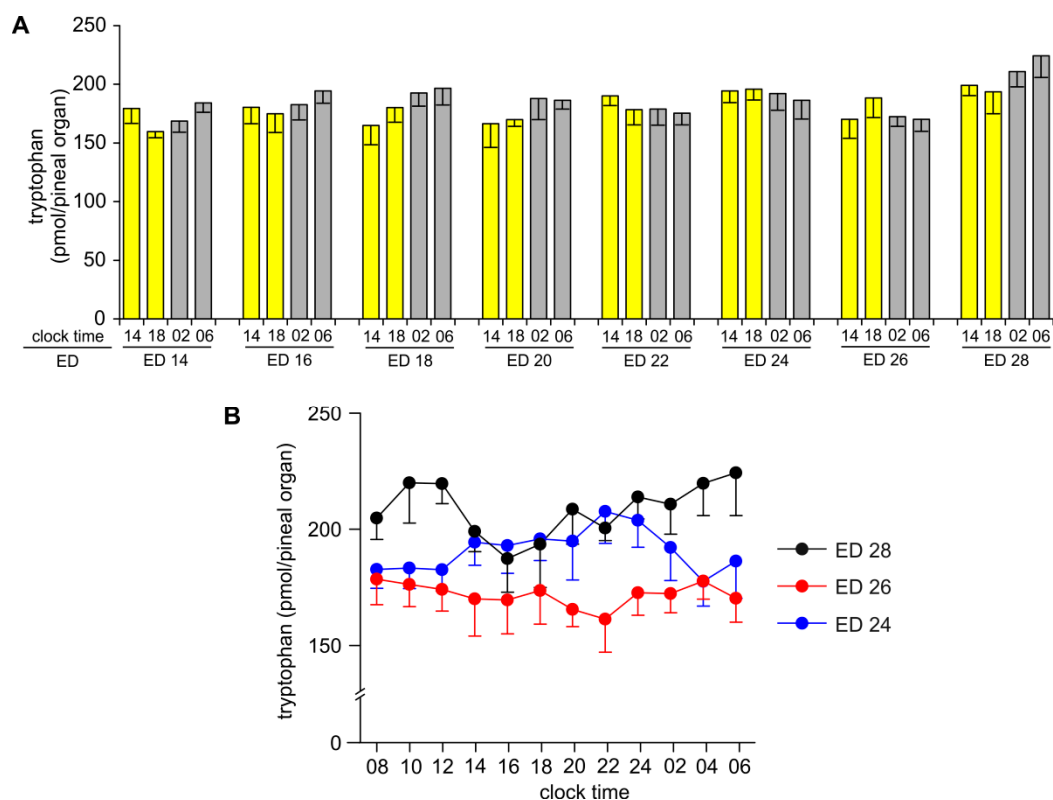 A
250
200
150
100
50
0
tryptophan
(pmol/pineal organ)
clock time 14 18 02 06 14 18 02 06 14 18 02 06 14 18 02 06 14 18 02 06 14 18 02 06 14 18 02 06 14 18 02 06
ED ED 14 ED 16 ED 18 ED 20 ED 22 ED 24 ED 26 ED 28
B
250
200
150
0
tryptophan (pmol/pineal organ)
ED 28
ED 26
ED 24
08 10 12 14 16 18 20 22 24 02 04 06
clock time